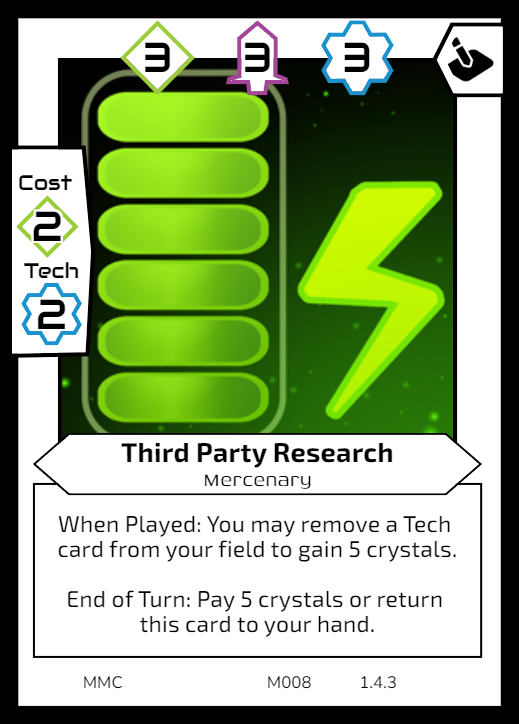 3 3 3
Cost
2
Tech
2
Third Party Research
Mercenary
When Played: You may remove a Tech
card from your field to gain 5 crystals.
End of Turn: Pay 5 crystals or return
this card to your hand.
MMC M008 1.4.3